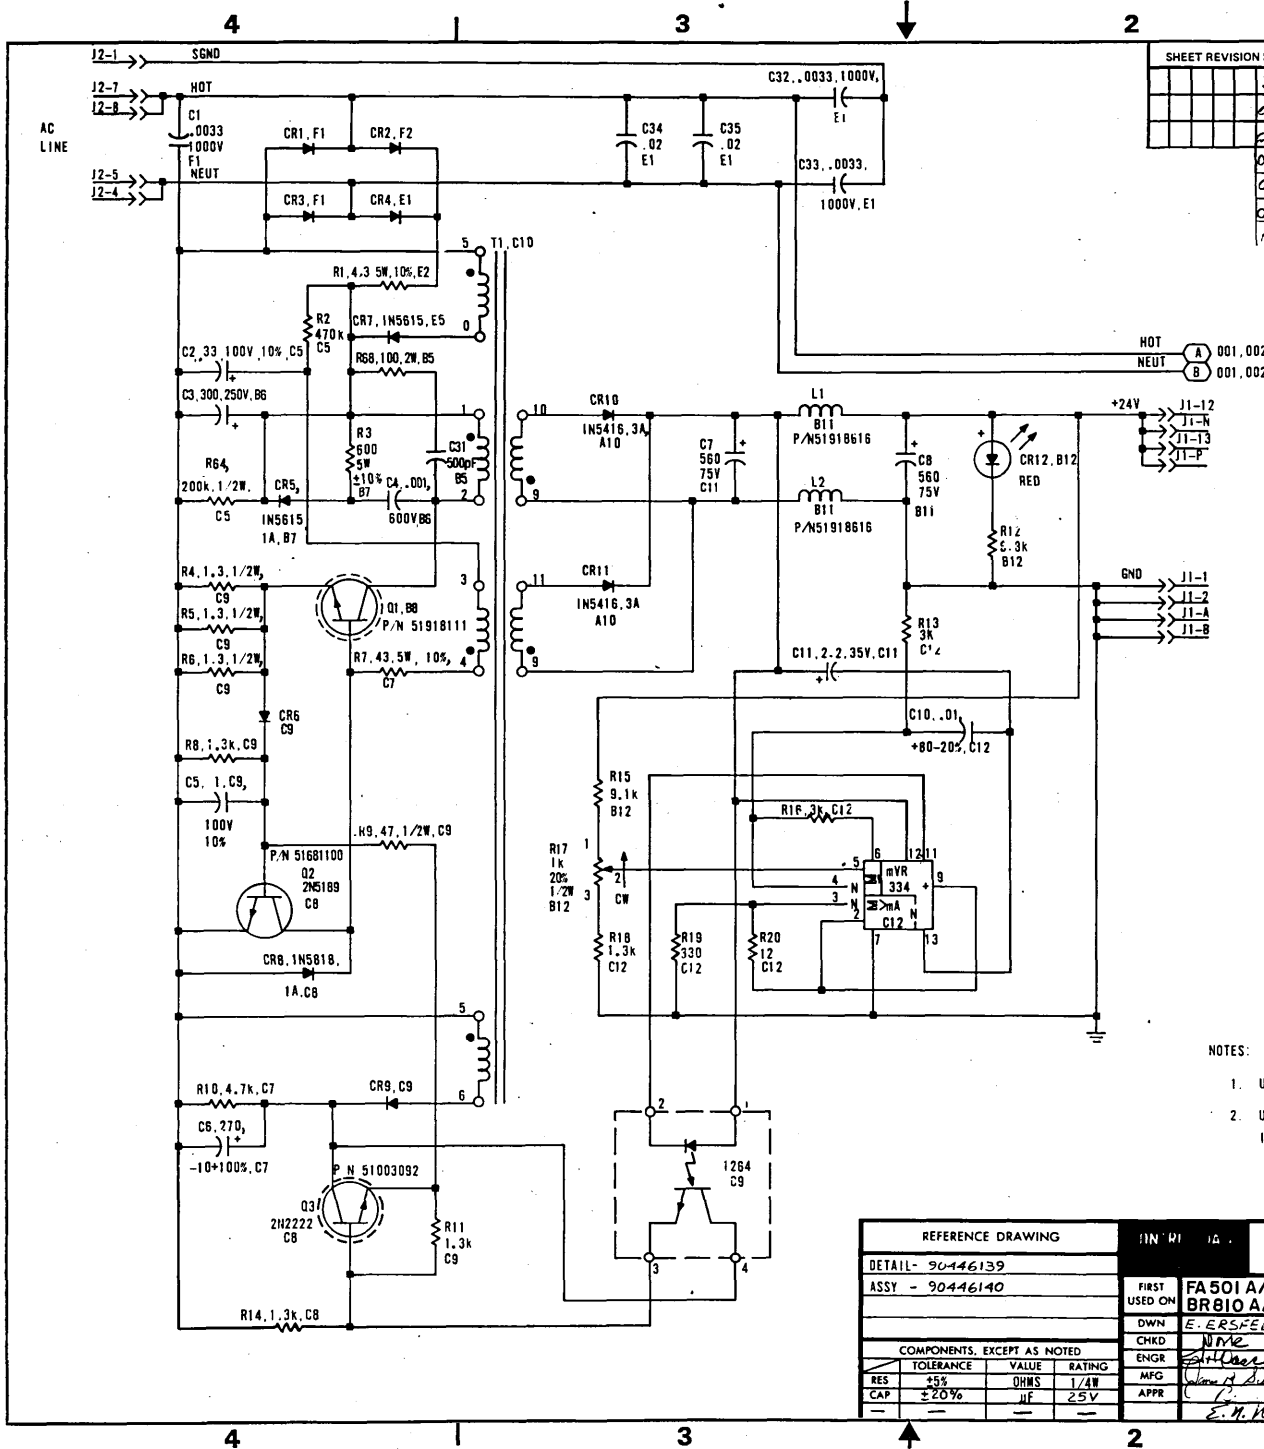 4
3
2
J2-1
SGND
J2-7
HOT
J2-8
AC
LINE
C1
.0033
1000V
F1
J2-5
NEUT
J2-4
CR1, F1
CR2, F2
CR3, F1
CR4, E1
C34
.02
E1
C35
.02
E1
C32,.0033,1000V,
E1
C33,.0033,
1000V,E1
SHEET REVISION
5
T1,C10
R1,4.3 5W,10%,E2
0
R2
470k
C5
CR7, IN5615,E5
C2,.33,100V,10%,C5
R68,100,2W,B5
C3,300,250V,B6
1
R3
600
5W
±10%
B7
C31
500pF
B5
R64,
200k,1/2W,
C5
CR5,
IN5615
1A,B7
C4,.001,
600VB6
2
10
9
CR10
IN5416,3A,
A10
C7
560
75V
C11
L1
B11
P/N51918616
L2
B11
P/N51918616
C8
560
75V
B11
CR12,B12
RED
HOT
A
001,002
NEUT
B
001,002
+24V
J1-12
J1-N
J1-13
J1-P
R12
B12
R4,1.3,1/2W,
C9
R5,1.3,1/2W,
C9
R6,1.3,1/2W,
C9
Q1,B8
P/N 51918111
R7,43,5W, 10%,
C7
3
4
11
9
CR11
IN5416,3A
A10
GND
J1-1
J1-2
J1-A
J1-B
R13
3K
C12
C11,2-2,35V,C11
C10,.01,
+80-20%,C12
CR6
C9
R8,1.3k,C9
C5, 1,C9,
100V
10%
R9,47,1/2W,C9
P/N 51681100
Q2
2N5189
C8
CR8,1N5818,
1A,C8
R15
9.1k
B12
R17
1k
20%
1/2W
B12
1
2
3
CW
R16,3k,C12
R18
1.3k
C12
R19
330
C12
R20
12
C12
6
12
11
5
mVR
334
4
N
+
9
3
N
>mA
N
2
C12
7
13
5
6
R10,4.7k,C7
CR9,C9
C6,270,
-10+100%,C7
P N 51003092
Q3
2N2222
C8
R11
1.3k
C9
R14,1.3k,C8
2
1
1264
C9
3
4
NOTES:
1. U
2. U
REFERENCE DRAWING
DETAIL- 90446139
ASSY - 90446140
COMPONENTS, EXCEPT AS NOTED
TOLERANCE
VALUE
RATING
RES
±5%
OHMS
1/4W
CAP
±20%
µF
25V
FIRST
USED ON
FA501 A/
BR810 A/
DWN
CHKD
ENGR
MFG
APPR
4
3
2